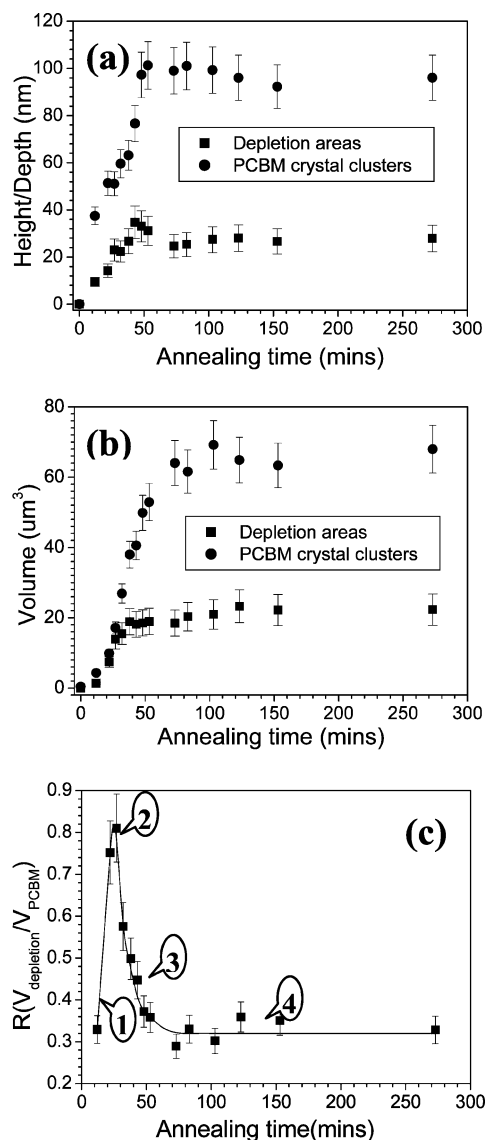 (a)
120
100
80
60
40
20
0
Height/Depth (nm)
Depletion areas
PCBM crystal clusters
0 50 100 150 200 250 300
Annealing time (mins)
(b)
80
60
40
20
0
Volume (um³)
Depletion areas
PCBM crystal clusters
0 50 100 150 200 250 300
Annealing time (mins)
(c)
0.9
0.8
0.7
0.6
0.5
0.4
0.3
0.2
R(V_depletion/V_PCBM)
1
2
3
4
0 50 100 150 200 250 300
Annealing time(mins)